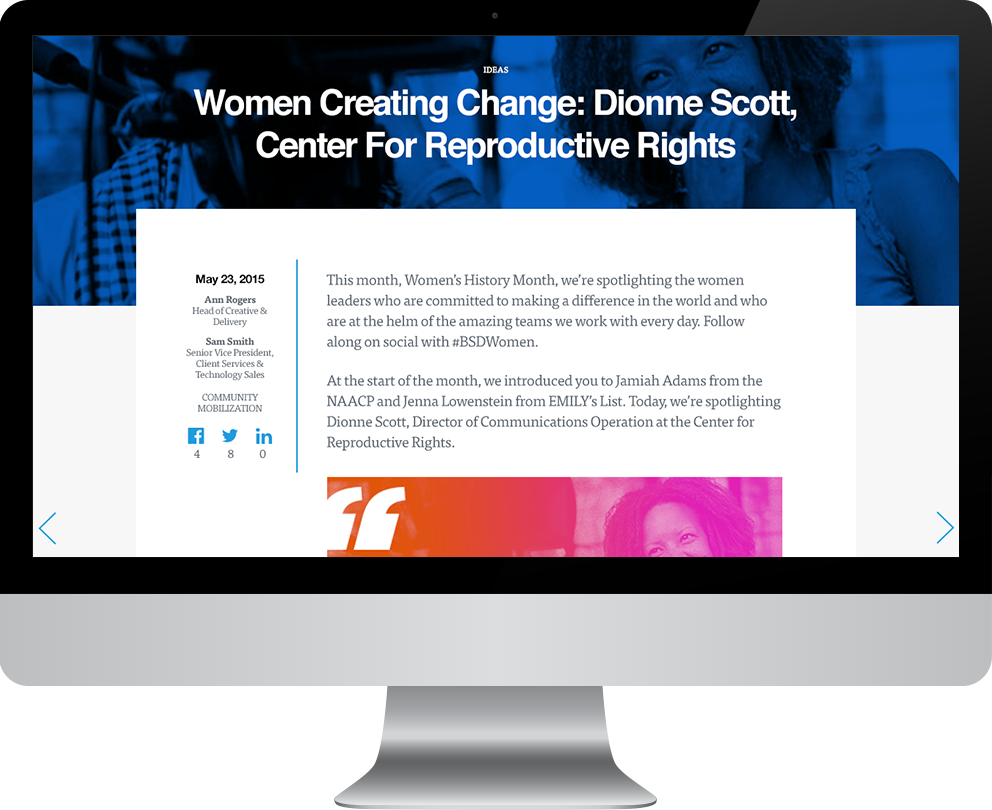 IDEAS
Women Creating Change: Dionne Scott,
Center For Reproductive Rights
May 23, 2015
Ann Rogers
Head of Creative &
Delivery
Sam Smith
Senior Vice President,
Client Services &
Technology Sales
COMMUNITY
MOBILIZATION
4 8 0
This month, Women’s History Month, we’re spotlighting the women
leaders who are committed to making a difference in the world and who
are at the helm of the amazing teams we work with every day. Follow
along on social with #BSDWomen.
At the start of the month, we introduced you to Jamiah Adams from the
NAACP and Jenna Lowenstein from EMILY’s List. Today, we’re spotlighting
Dionne Scott, Director of Communications Operation at the Center for
Reproductive Rights.